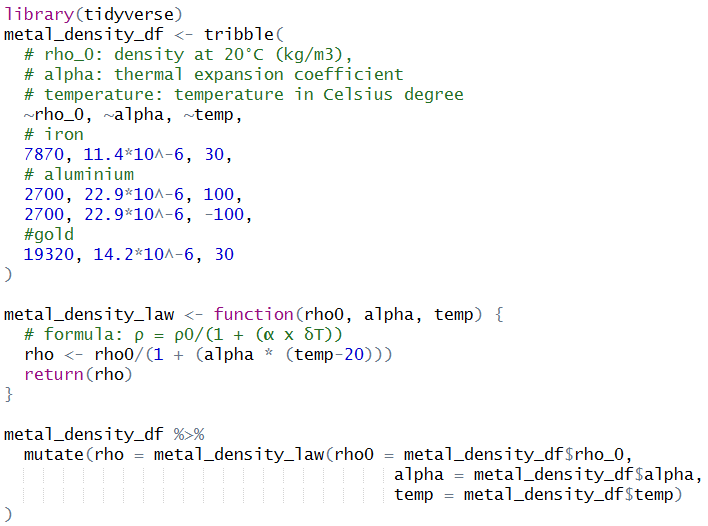 library(tidyverse)
metal_density_df <- tribble(
  # rho_0: density at 20°C (kg/m3),
  # alpha: thermal expansion coefficient
  # temperature: temperature in Celsius degree
  ~rho_0, ~alpha, ~temp,
  # iron
  7870, 11.4*10^-6, 30,
  # aluminium
  2700, 22.9*10^-6, 100,
  2700, 22.9*10^-6, -100,
  #gold
  19320, 14.2*10^-6, 30
)

metal_density_law <- function(rho0, alpha, temp) {
  # formula: ρ = ρ0/(1 + (α x δT))
  rho <- rho0/(1 + (alpha * (temp-20)))
  return(rho)
}

metal_density_df %>%
  mutate(rho = metal_density_law(rho0 = metal_density_df$rho_0,
                                       alpha = metal_density_df$alpha,
                                       temp = metal_density_df$temp)
)